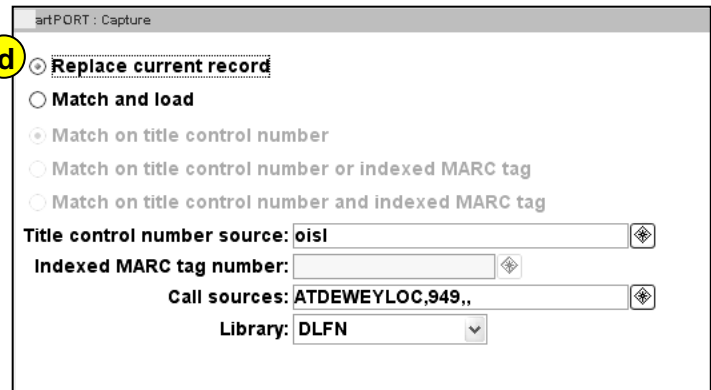 artPORT : Capture
d
Replace current record
Match and load
Match on title control number
Match on title control number or indexed MARC tag
Match on title control number and indexed MARC tag
Title control number source: oisl
Indexed MARC tag number:
Call sources: ATDEWEYLOC,949,,
Library: DLFN